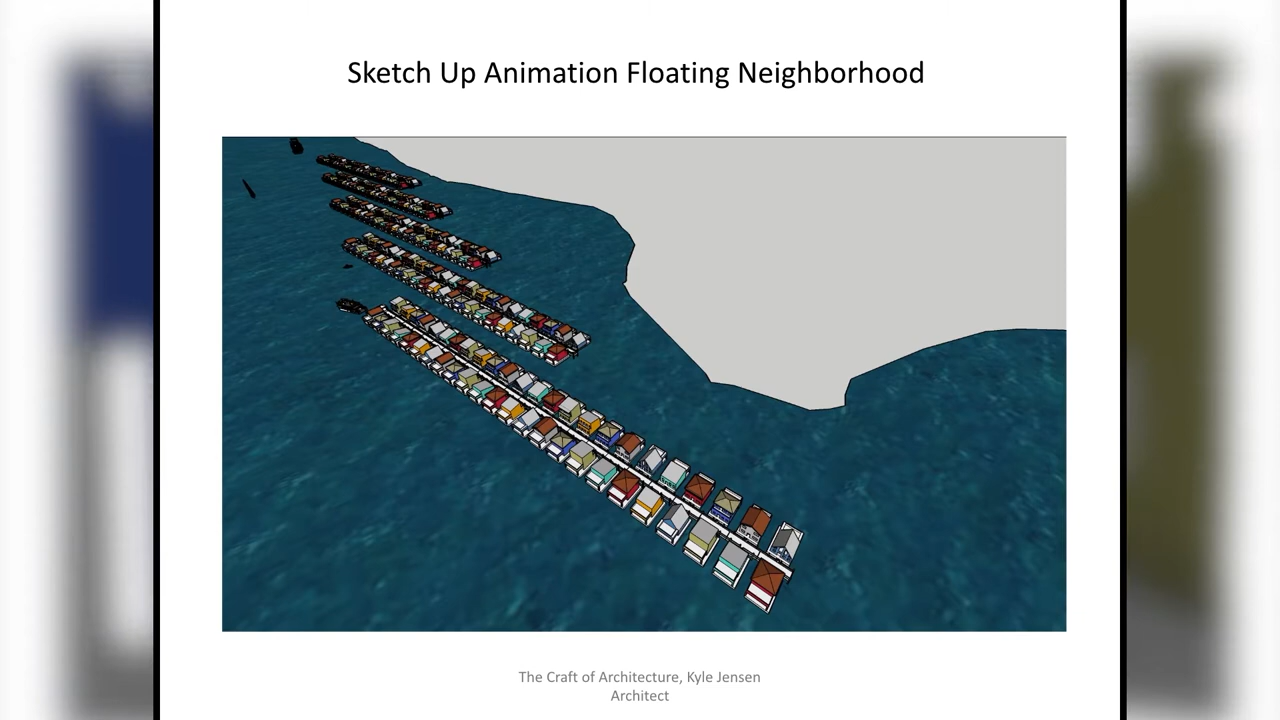 Sketch Up Animation Floating Neighborhood
The Craft of Architecture, Kyle Jensen
Architect